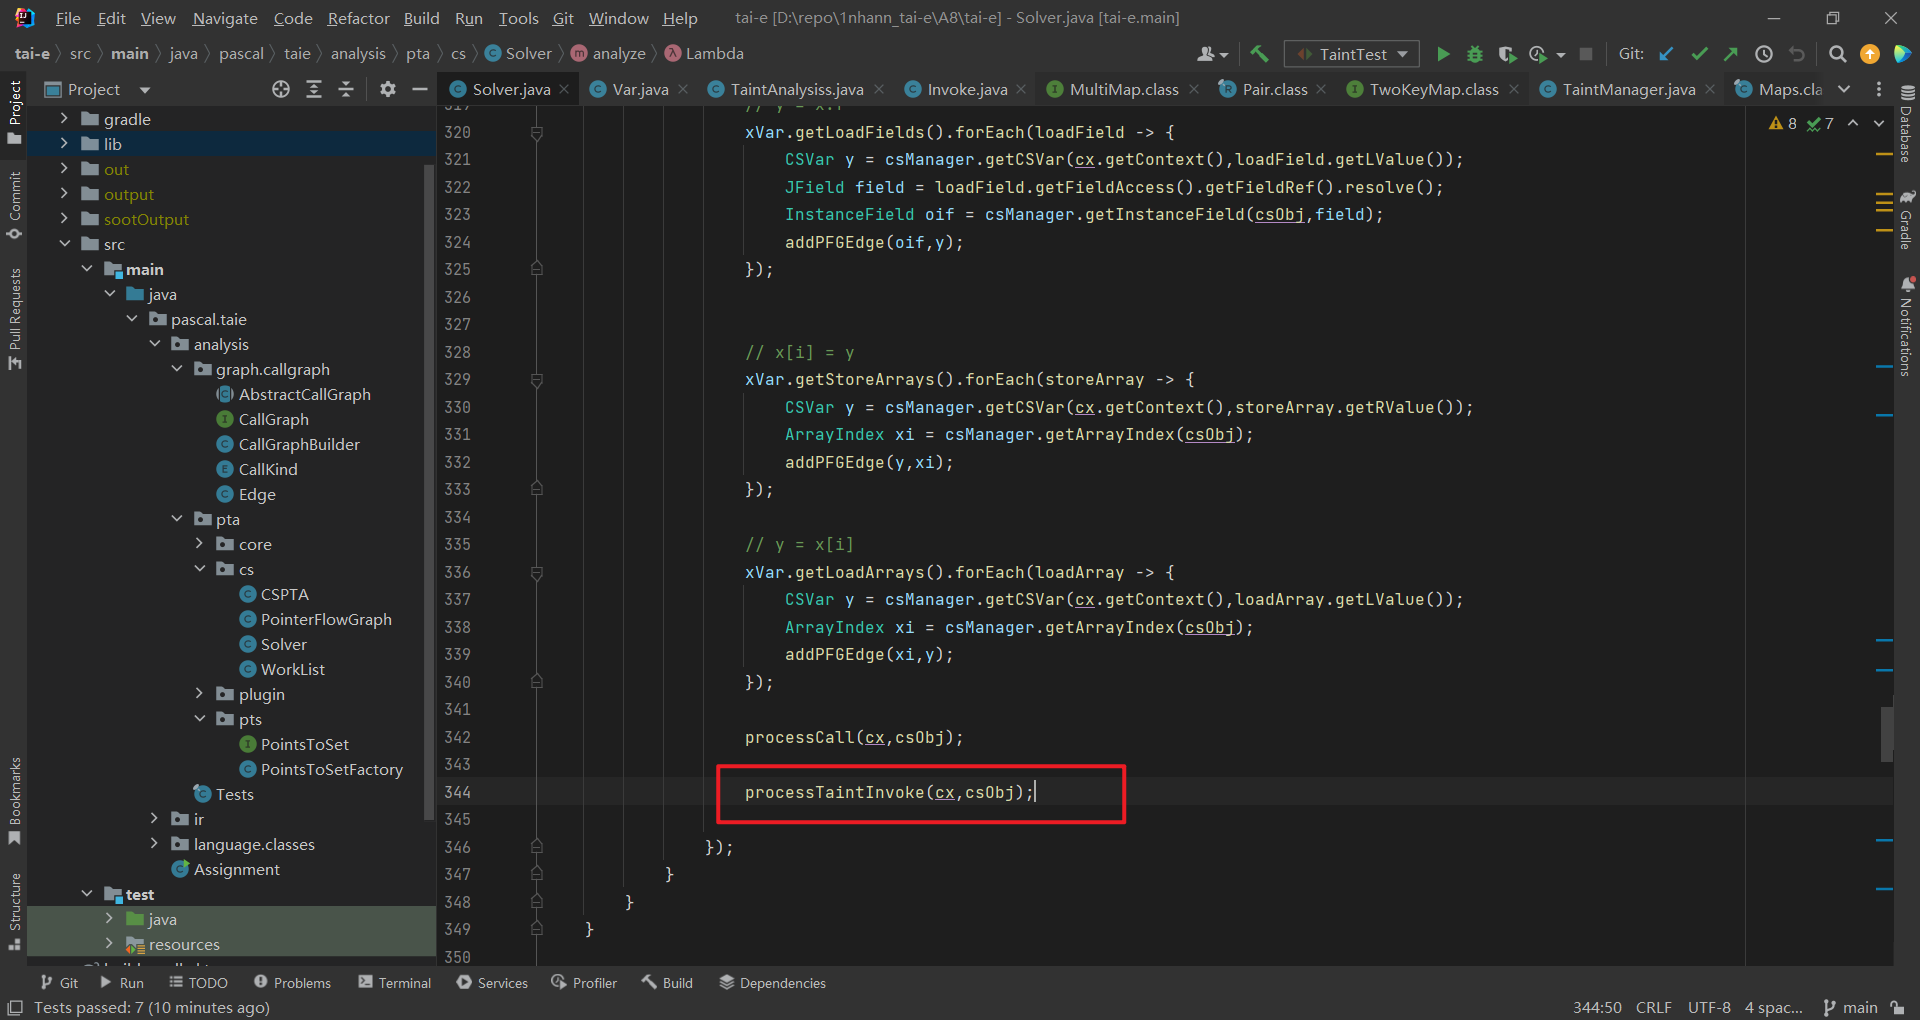 File Edit View Navigate Code Refactor Build Run Tools Git Window Help tai-e [D:\repo\1nhann_tai-e\A8\tai-e] - Solver.java [tai-e.main]
tai-e src main java pascal taie analysis pta cs Solver analyze Lambda TaintTest Git:
Project Solver.java Var.java TaintAnalysiss.java Invoke.java MultiMap.class Pair.class TwoKeyMap.class TaintManager.java Maps.cla
Project
Commit
Pull Requests
Bookmarks
Structure
gradle
lib
out
output
sootOutput
src
main
java
pascal.taie
analysis
graph.callgraph
AbstractCallGraph
CallGraph
CallGraphBuilder
CallKind
Edge
pta
core
cs
CSPTA
PointerFlowGraph
Solver
WorkList
plugin
pts
PointsToSet
PointsToSetFactory
Tests
ir
language.classes
Assignment
test
java
resources
8 7
320 xVar.getLoadFields().forEach(loadField -> {
321 CSVar y = csManager.getCSVar(cx.getContext(),loadField.getLValue());
322 JField field = loadField.getFieldAccess().getFieldRef().resolve();
323 InstanceField oif = csManager.getInstanceField(csObj,field);
324 addPFGEdge(oif,y);
325 });
326
327
328 // x[i] = y
329 xVar.getStoreArrays().forEach(storeArray -> {
330 CSVar y = csManager.getCSVar(cx.getContext(),storeArray.getRValue());
331 ArrayIndex xi = csManager.getArrayIndex(csObj);
332 addPFGEdge(y,xi);
333 });
334
335 // y = x[i]
336 xVar.getLoadArrays().forEach(loadArray -> {
337 CSVar y = csManager.getCSVar(cx.getContext(),loadArray.getLValue());
338 ArrayIndex xi = csManager.getArrayIndex(csObj);
339 addPFGEdge(xi,y);
340 });
341
342 processCall(cx,csObj);
343
344 processTaintInvoke(cx,csObj);
345
346 });
347 }
348 }
349 }
350
Database
Gradle
Notifications
Git Run TODO Problems Terminal Services Profiler Build Dependencies
Tests passed: 7 (10 minutes ago) 344:50 CRLF UTF-8 4 spac... main